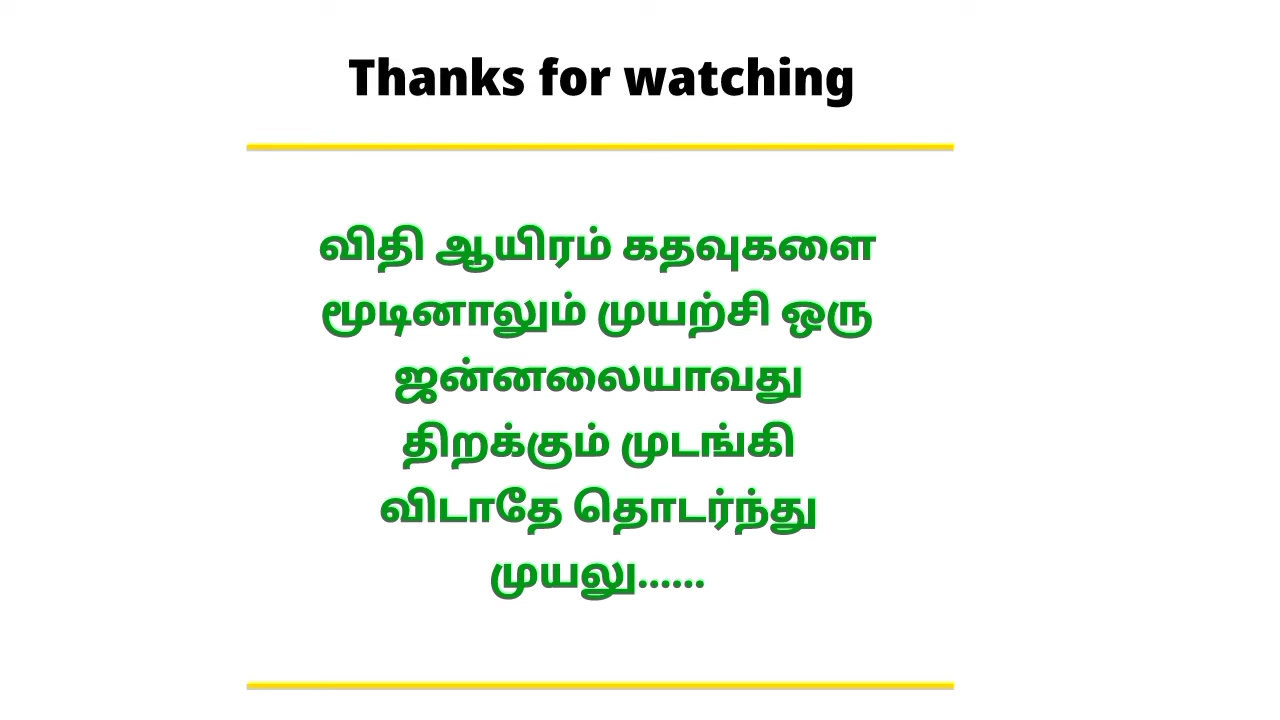 Thanks for watching
விதி ஆயிரம் கதவுகளை
மூடினாலும் முயற்சி ஒரு
ஜன்னலையாவது
திறக்கும் முடங்கி
விடாதே தொடர்ந்து
முயலு......